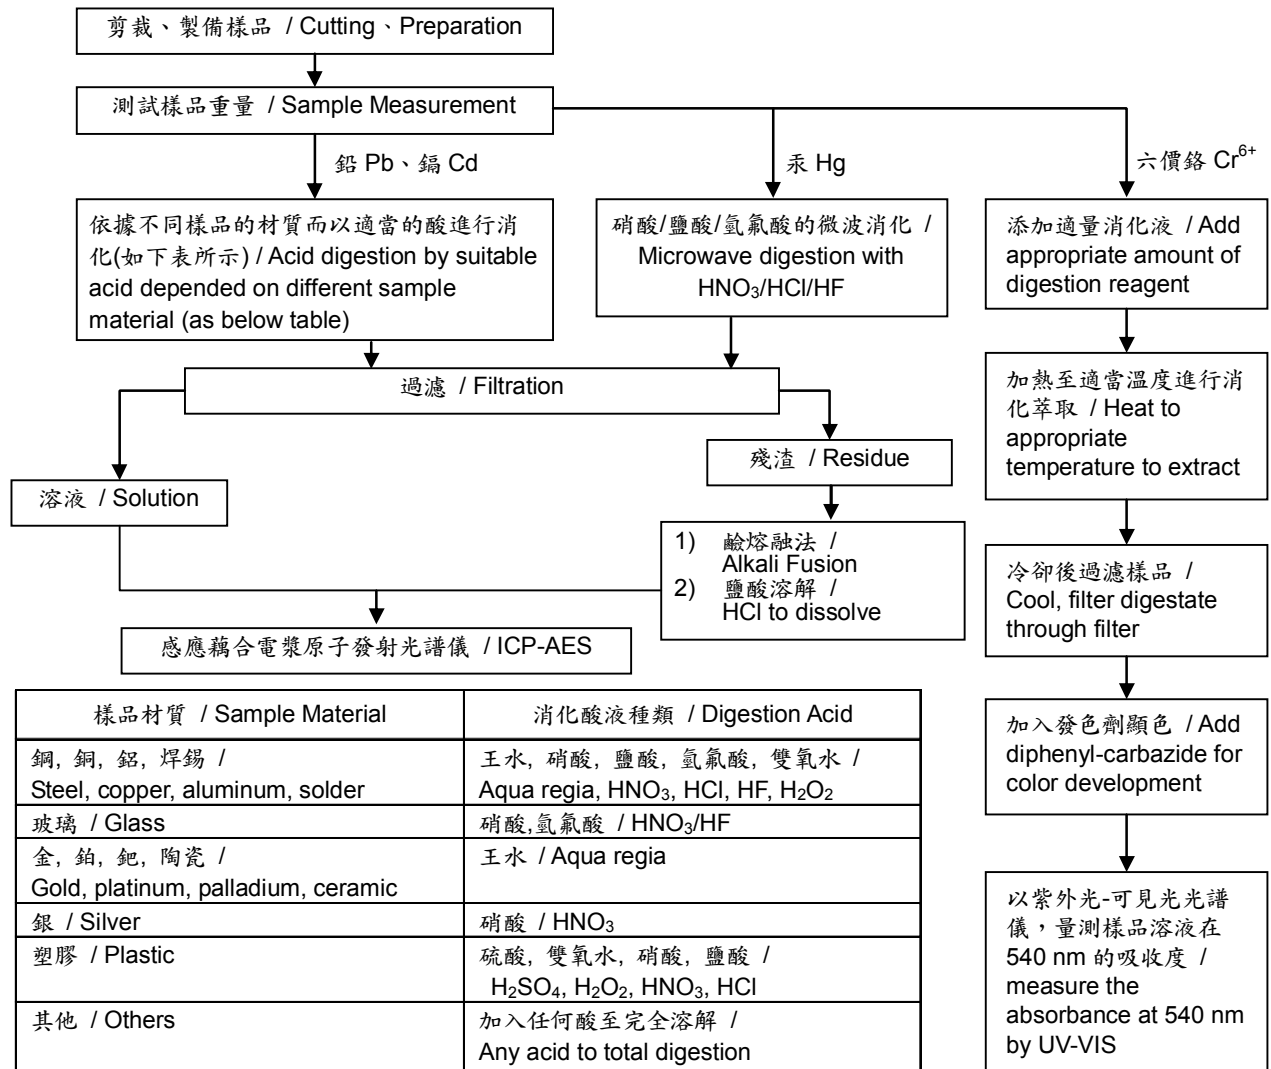 剪裁、製備樣品 / Cutting、Preparation
測試樣品重量 / Sample Measurement
鉛 Pb、鎘 Cd
汞 Hg
六價鉻 Cr⁶⁺
依據不同樣品的材質而以適當的酸進行消
化(如下表所示) / Acid digestion by suitable
acid depended on different sample
material (as below table)
硝酸/鹽酸/氫氟酸的微波消化 /
Microwave digestion with
HNO₃/HCl/HF
添加適量消化液 / Add
appropriate amount of
digestion reagent
過濾 / Filtration
加熱至適當溫度進行消
化萃取 / Heat to
appropriate
temperature to extract
溶液 / Solution
殘渣 / Residue
1) 鹼熔融法 /
Alkali Fusion
2) 鹽酸溶解 /
HCl to dissolve
冷卻後過濾樣品 /
Cool, filter digestate
through filter
感應藕合電漿原子發射光譜儀 / ICP-AES
加入發色劑顯色 / Add
diphenyl-carbazide for
color development
以紫外光-可見光光譜
儀，量測樣品溶液在
540 nm 的吸收度 /
measure the
absorbance at 540 nm
by UV-VIS
樣品材質 / Sample Material
消化酸液種類 / Digestion Acid
鋼, 銅, 鋁, 焊錫 /
Steel, copper, aluminum, solder
王水, 硝酸, 鹽酸, 氫氟酸, 雙氧水 /
Aqua regia, HNO₃, HCl, HF, H₂O₂
玻璃 / Glass
硝酸,氫氟酸 / HNO₃/HF
金, 鉑, 鈀, 陶瓷 /
Gold, platinum, palladium, ceramic
王水 / Aqua regia
銀 / Silver
硝酸 / HNO₃
塑膠 / Plastic
硫酸, 雙氧水, 硝酸, 鹽酸 /
H₂SO₄, H₂O₂, HNO₃, HCl
其他 / Others
加入任何酸至完全溶解 /
Any acid to total digestion